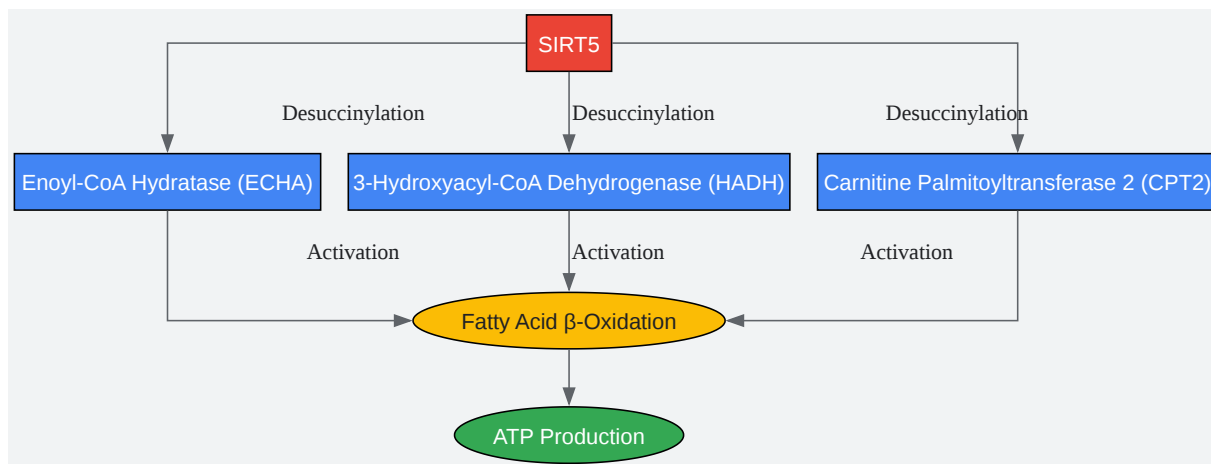 SIRT5
Desuccinylation
Desuccinylation
Desuccinylation
Enoyl-CoA Hydratase (ECHA)
3-Hydroxyacyl-CoA Dehydrogenase (HADH)
Carnitine Palmitoyltransferase 2 (CPT2)
Activation
Activation
Activation
Fatty Acid β-Oxidation
ATP Production